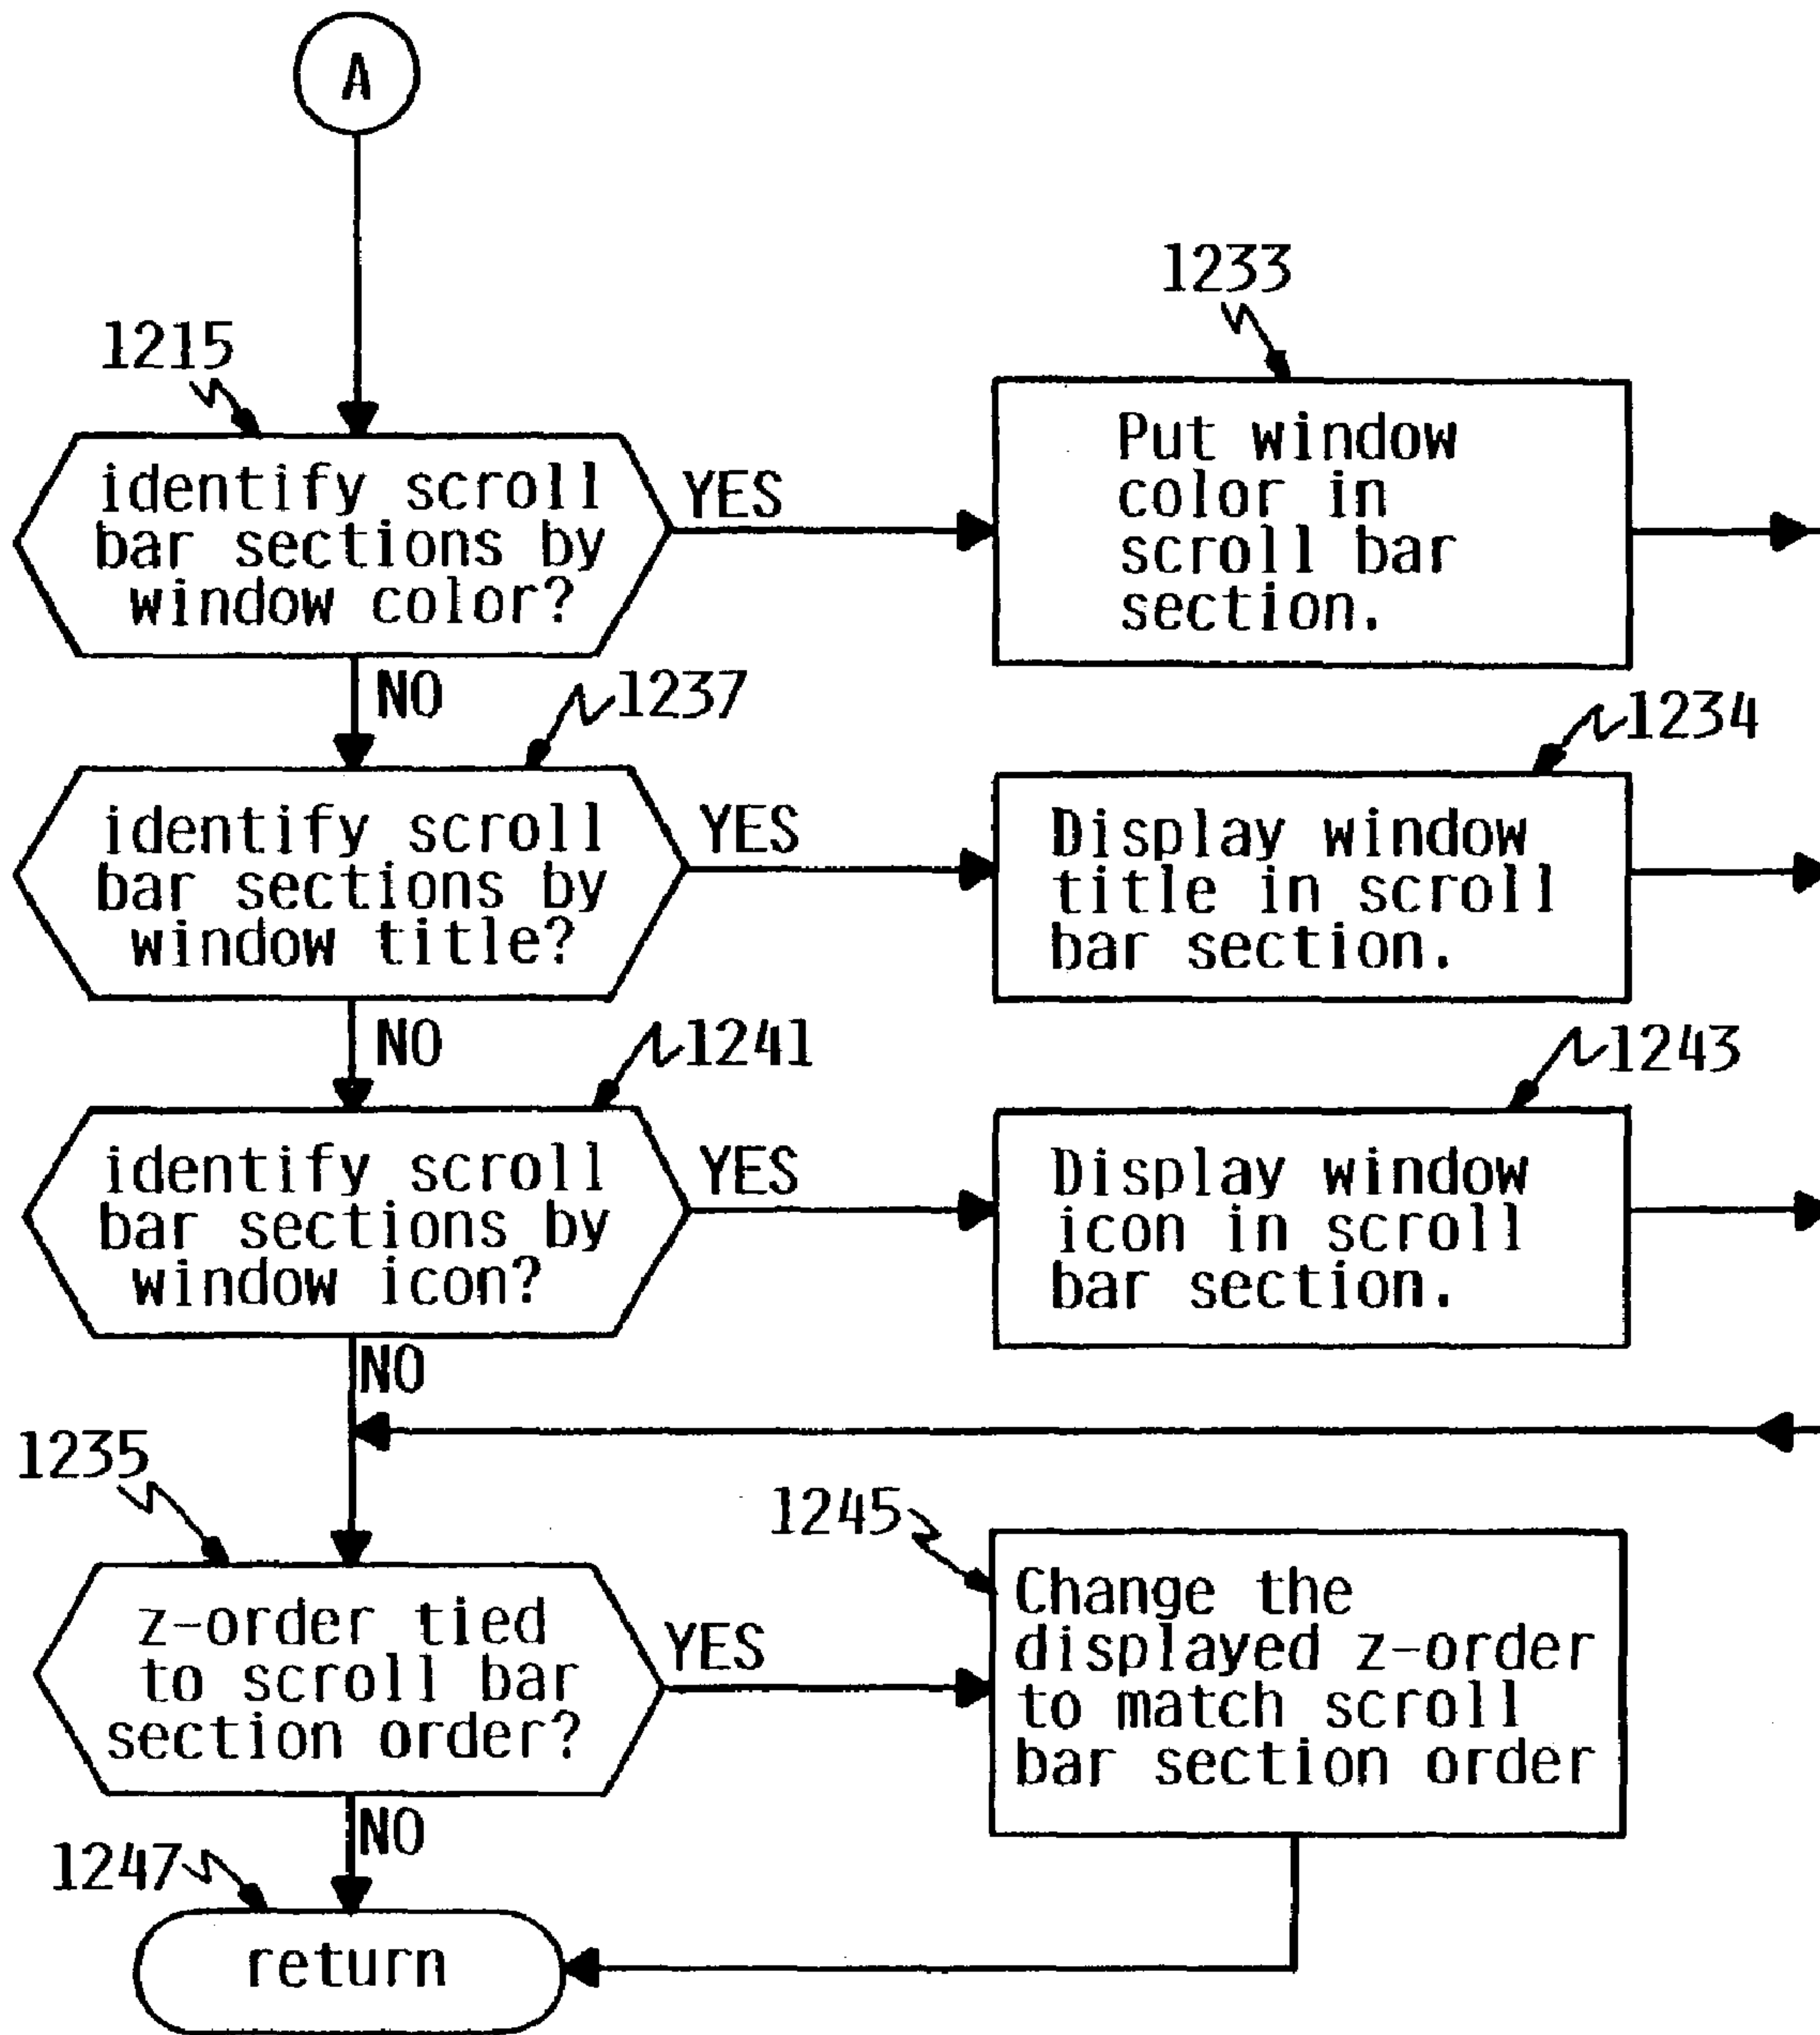 A
1233
1215
identify scroll
bar sections by
window color?
YES
Put window
color in
scroll bar
section.
NO
1237
1234
identify scroll
bar sections by
window title?
YES
Display window
title in scroll
bar section.
NO
1241
1243
identify scroll
bar sections by
window icon?
YES
Display window
icon in scroll
bar section.
NO
1235
1245
z-order tied
to scroll bar
section order?
YES
Change the
displayed z-order
to match scroll
bar section order
NO
1247
return